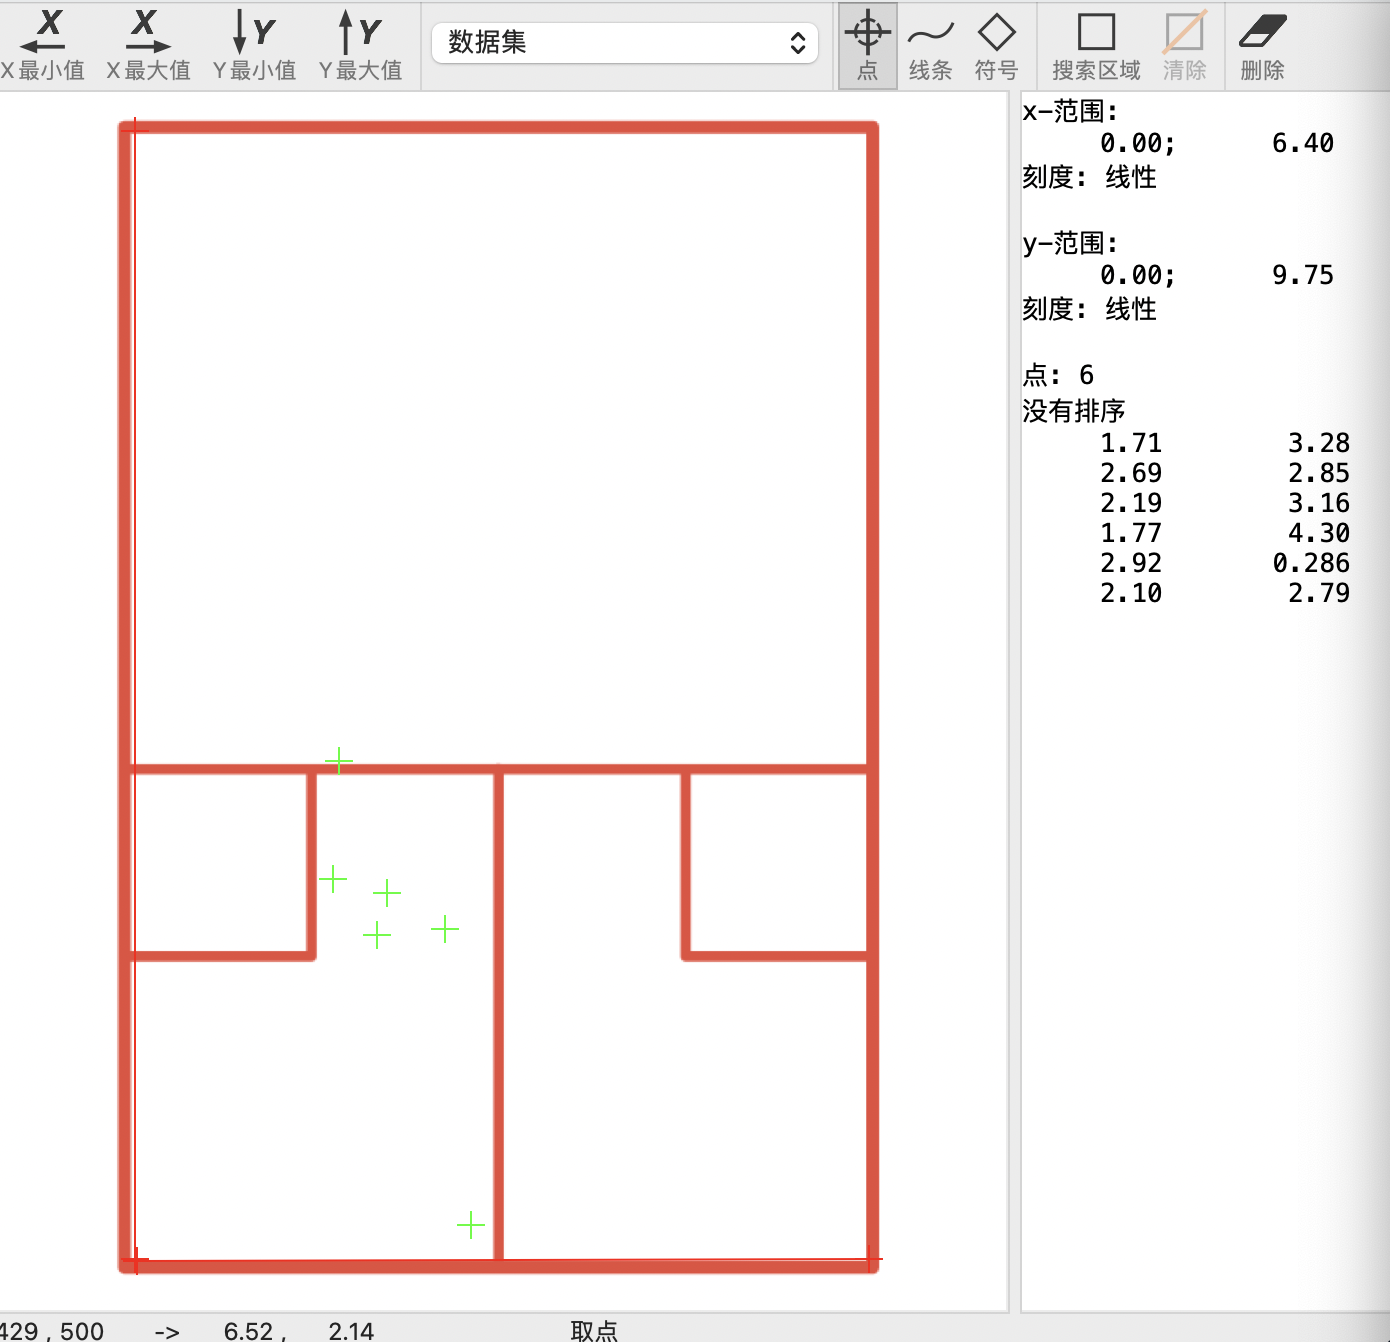 X Y Y
X最小值 X最大值 Y最小值 Y最大值 数据集 点 线条 符号 搜索区域 清除 删除
x-范围:
0.00; 6.40
刻度: 线性
y-范围:
0.00; 9.75
刻度: 线性
点: 6
没有排序
1.71 3.28
2.69 2.85
2.19 3.16
1.77 4.30
2.92 0.286
2.10 2.79
429 , 500 -> 6.52 , 2.14 取点